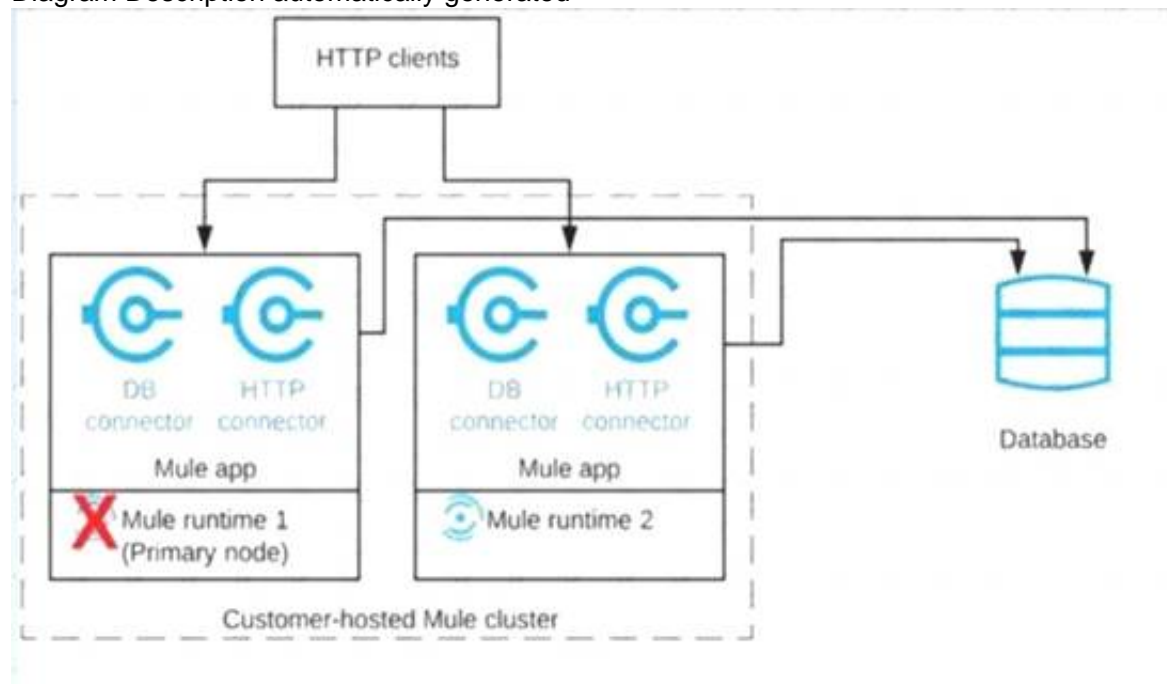 Diagram Description automatically generated
HTTP clients
DB
connector
HTTP
connector
DB
connector
HTTP
connector
Mule app
Mule app
Mule runtime 1
(Primary node)
Mule runtime 2
Database
Customer-hosted Mule cluster